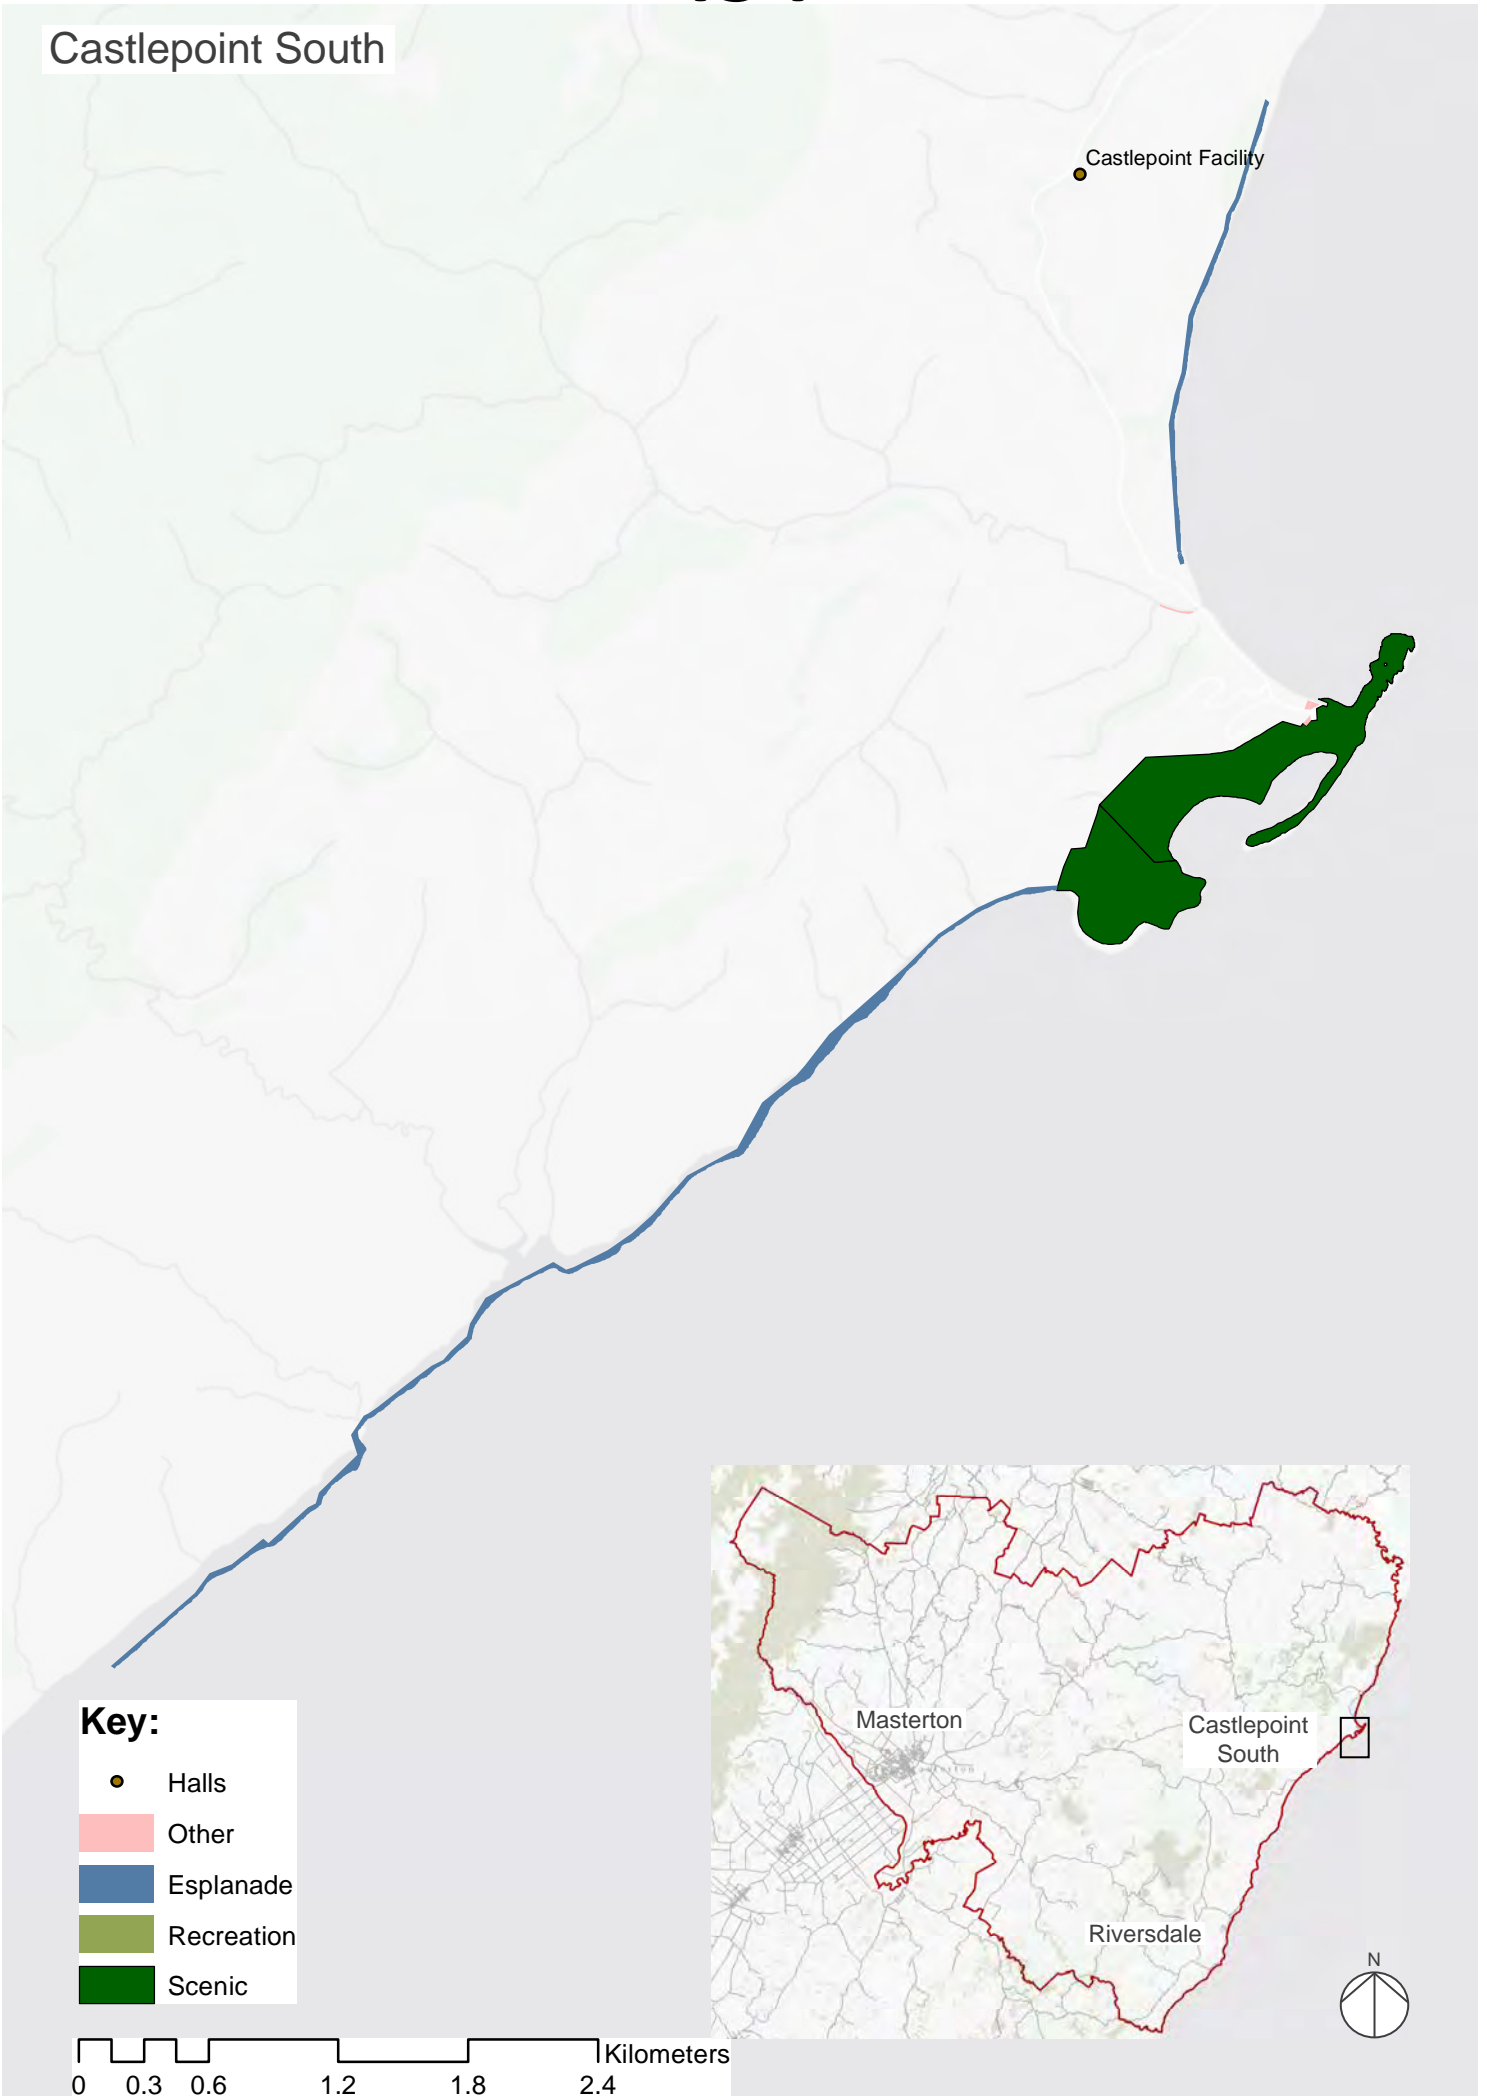 Castlepoint South
Castlepoint Facility
Masterton
Castlepoint
South
Riversdale
N
Key:
Halls
Other
Esplanade
Recreation
Scenic
Kilometers
0 0.3 0.6 1.2 1.8 2.4